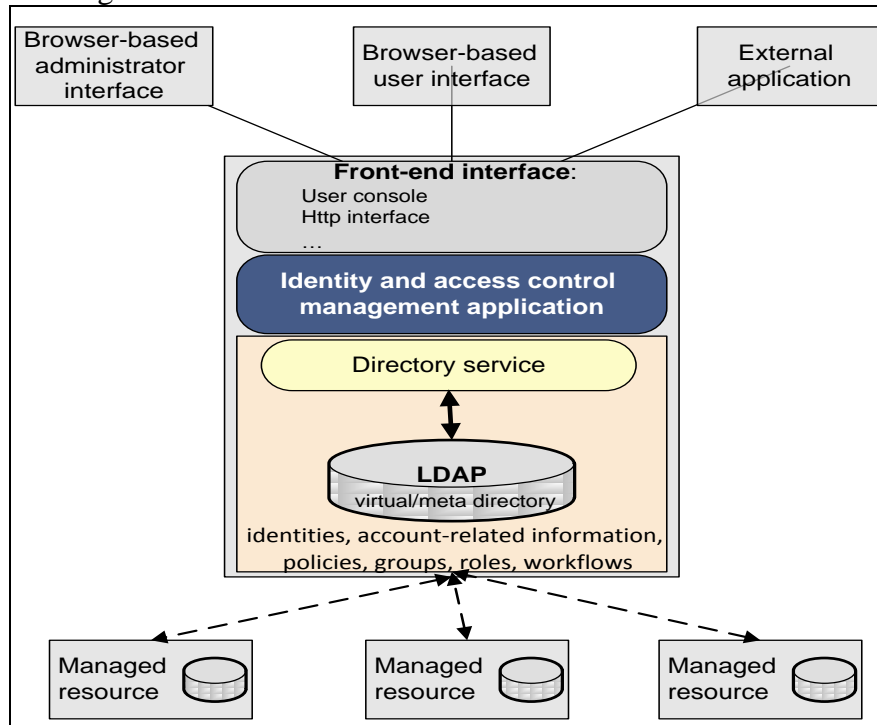 Browser-based
administrator
interface
Browser-based
user interface
External
application
Front-end interface:
User console
Http interface
…
Identity and access control
management application
Directory service
LDAP
virtual/meta directory
identities, account-related information,
policies, groups, roles, workflows
Managed
resource
Managed
resource
Managed
resource